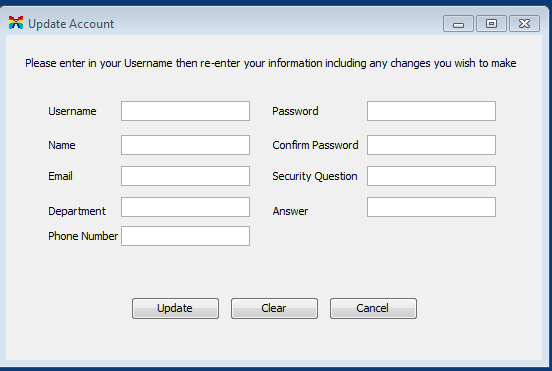 Update Account
Please enter in your Username then re-enter your information including any changes you wish to make
Username
Password
Name
Confirm Password
Email
Security Question
Department
Answer
Phone Number
Update
Clear
Cancel